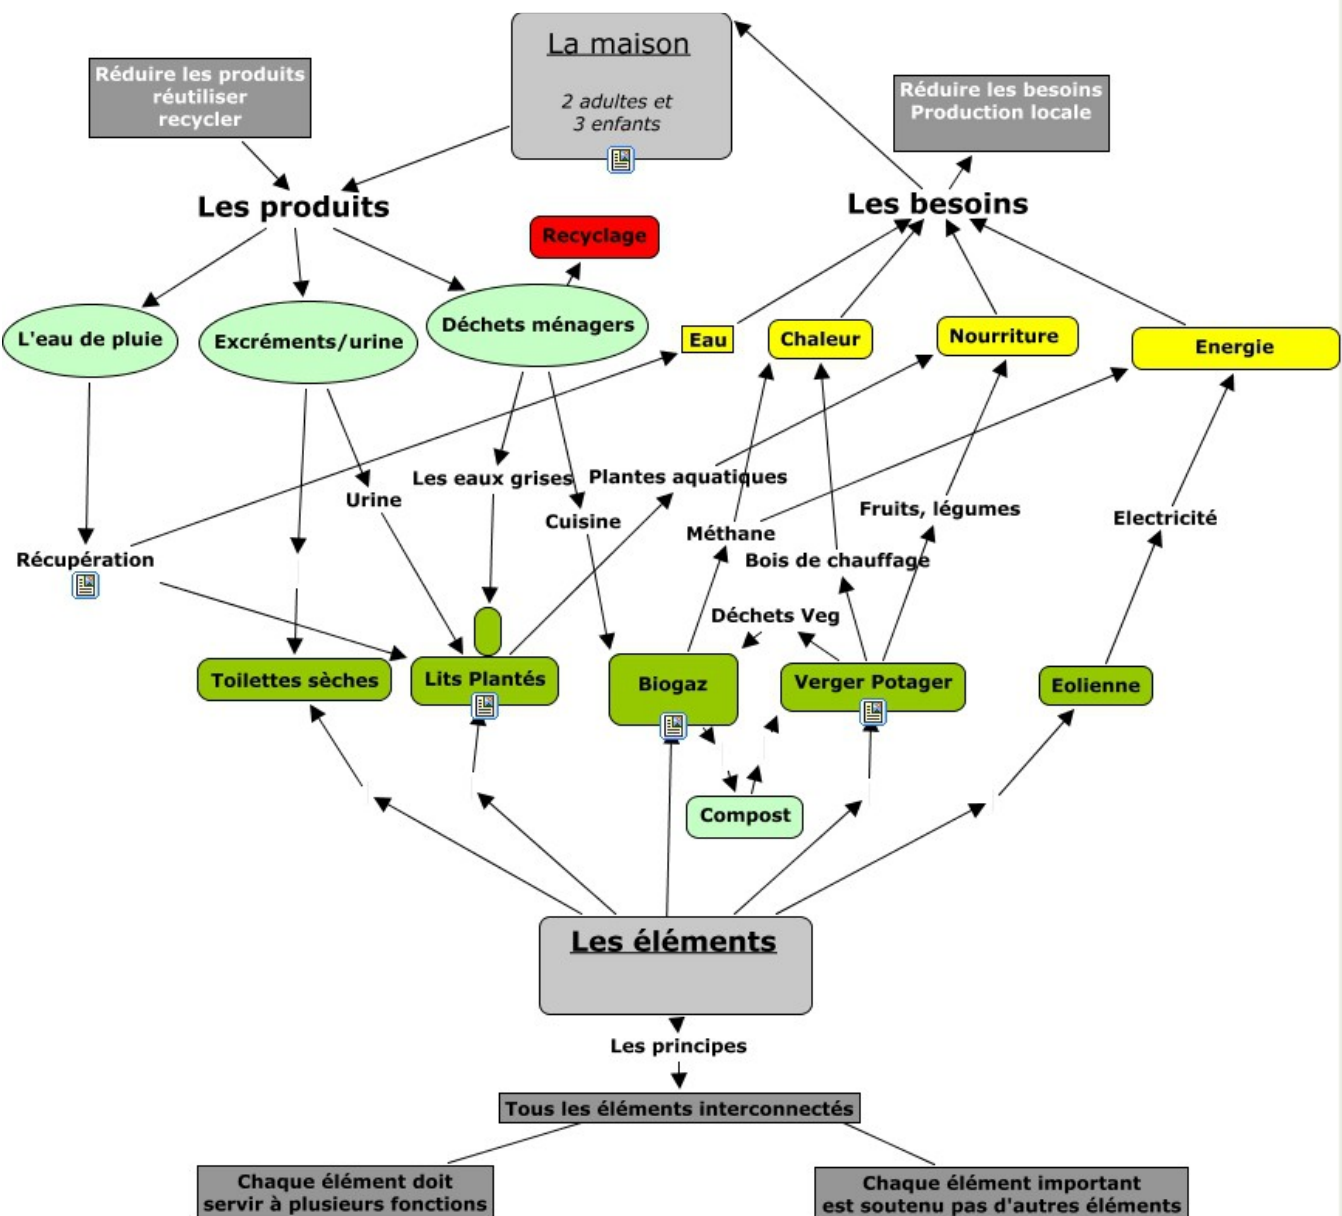 La maison
2 adultes et
3 enfants
Réduire les produits
réutiliser
recycler
Réduire les besoins
Production locale
Les produits
Les besoins
Recyclage
L'eau de pluie
Excréments/urine
Déchets ménagers
Eau
Chaleur
Nourriture
Energie
Les eaux grises
Plantes aquatiques
Urine
Cuisine
Méthane
Fruits, légumes
Electricité
Récupération
Bois de chauffage
Déchets Veg
Toilettes sèches
Lits Plantés
Biogaz
Verger Potager
Eolienne
Compost
Les éléments
Les principes
Tous les éléments interconnectés
Chaque élément doit
servir à plusieurs fonctions
Chaque élément important
est soutenu pas d'autres éléments